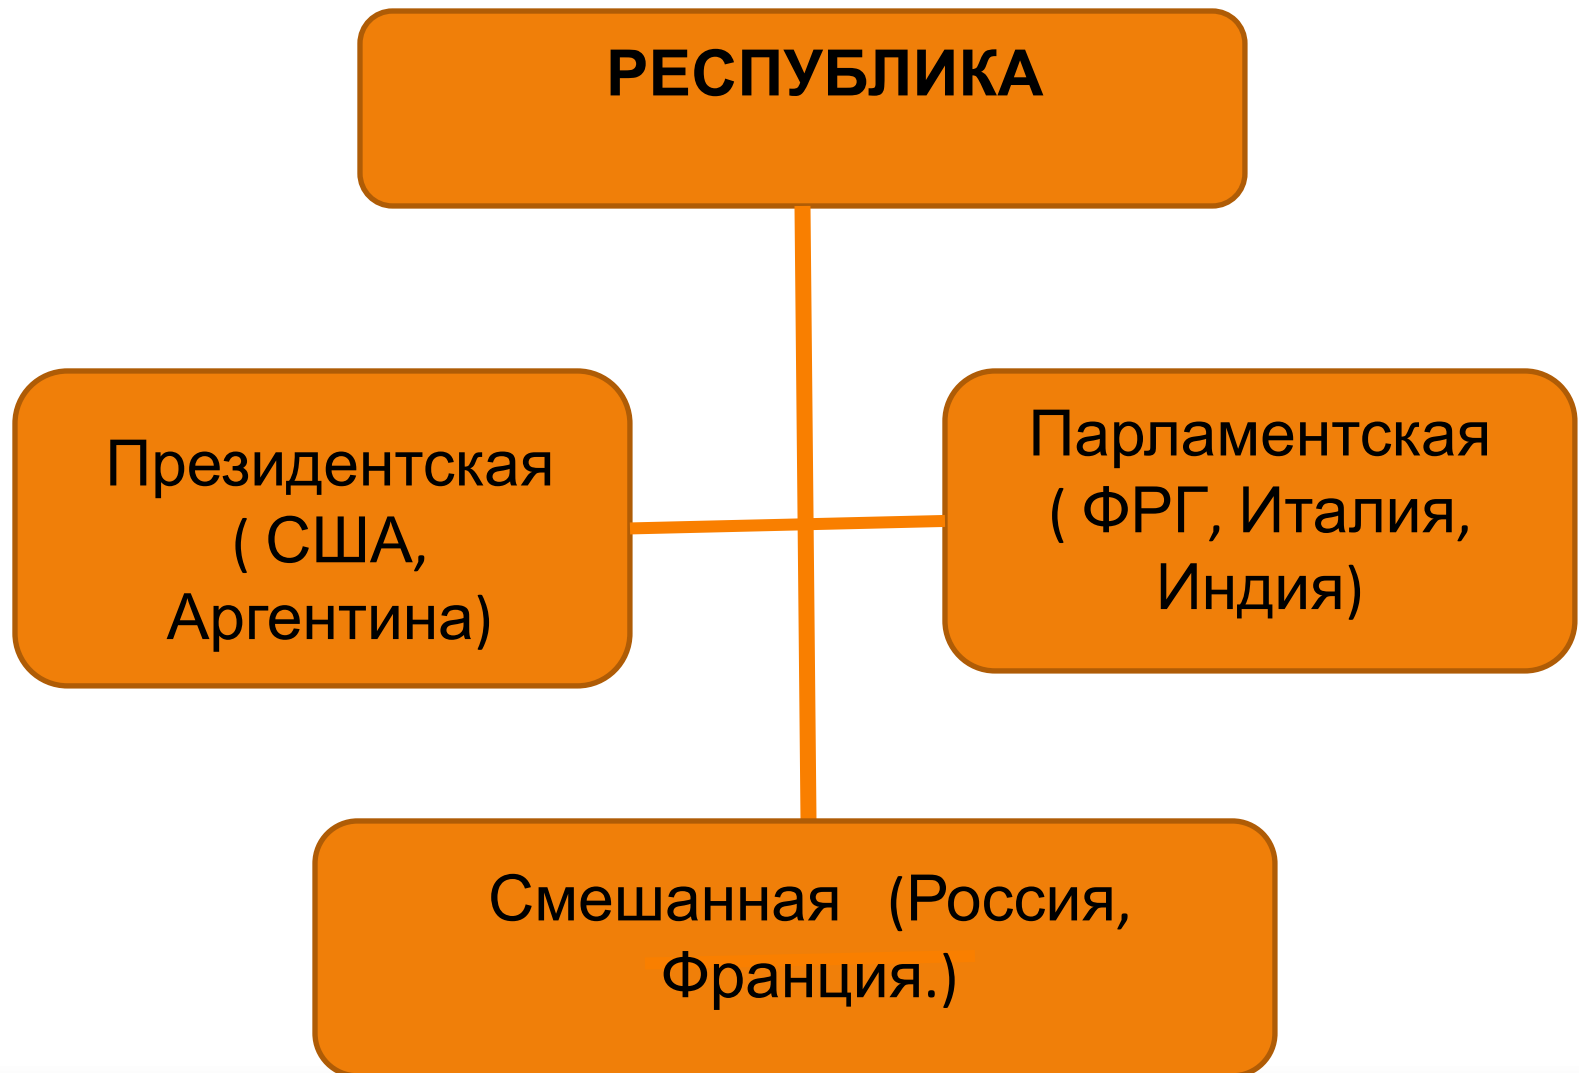 РЕСПУБЛИКА
Президентская
( США,
Аргентина)
Парламентская
( ФРГ, Италия,
Индия)
Смешанная (Россия,
Франция.)